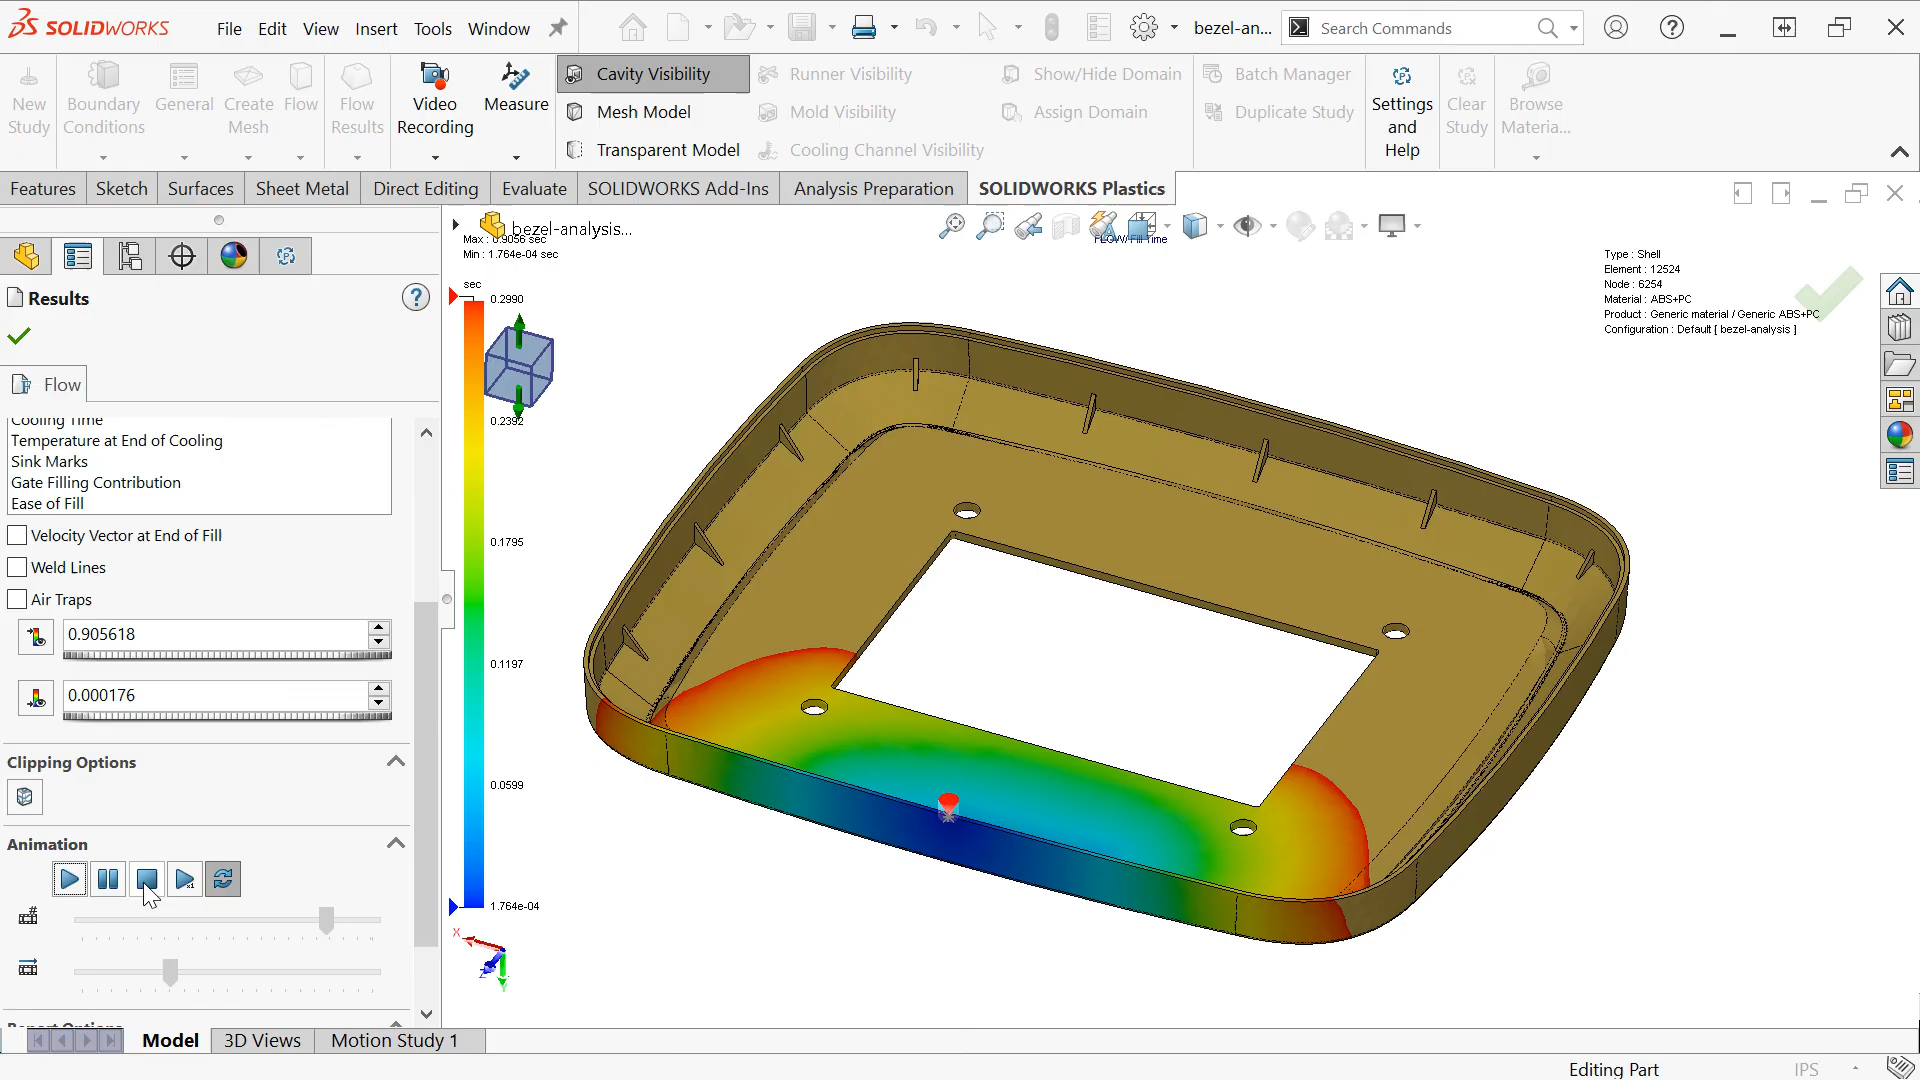 SOLIDWORKS File Edit View Insert Tools Window bezel-an... Search Commands
New Study
Boundary Conditions
General
Create Mesh
Flow
Flow Results
Video Recording
Measure
Cavity Visibility
Mesh Model
Transparent Model
Runner Visibility
Mold Visibility
Cooling Channel Visibility
Show/Hide Domain
Assign Domain
Batch Manager
Duplicate Study
Settings and Help
Clear Study
Browse Materia...
Features Sketch Surfaces Sheet Metal Direct Editing Evaluate SOLIDWORKS Add-Ins Analysis Preparation SOLIDWORKS Plastics
Results
Flow
Cooling Time
Temperature at End of Cooling
Sink Marks
Gate Filling Contribution
Ease of Fill
Velocity Vector at End of Fill
Weld Lines
Air Traps
0.905618
0.000176
Clipping Options
Animation
x1
bezel-analysis...
Max : 0.9056 sec
Min : 1.764e-04 sec
FLOW/ Fill Time
sec
0.2990
0.2392
0.1795
0.1197
0.0599
1.764e-04
X
Z
Y
Type : Shell
Element : 12524
Node : 6254
Material : ABS+PC
Product : Generic material / Generic ABS+PC
Configuration : Default [ bezel-analysis ]
Model 3D Views Motion Study 1
Editing Part IPS